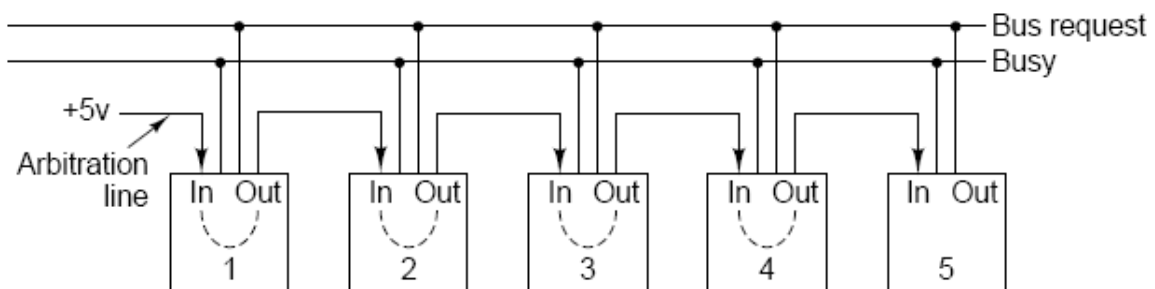 Bus request
Busy
+5v
Arbitration
line
In Out
In Out
In Out
In Out
In Out
1
2
3
4
5